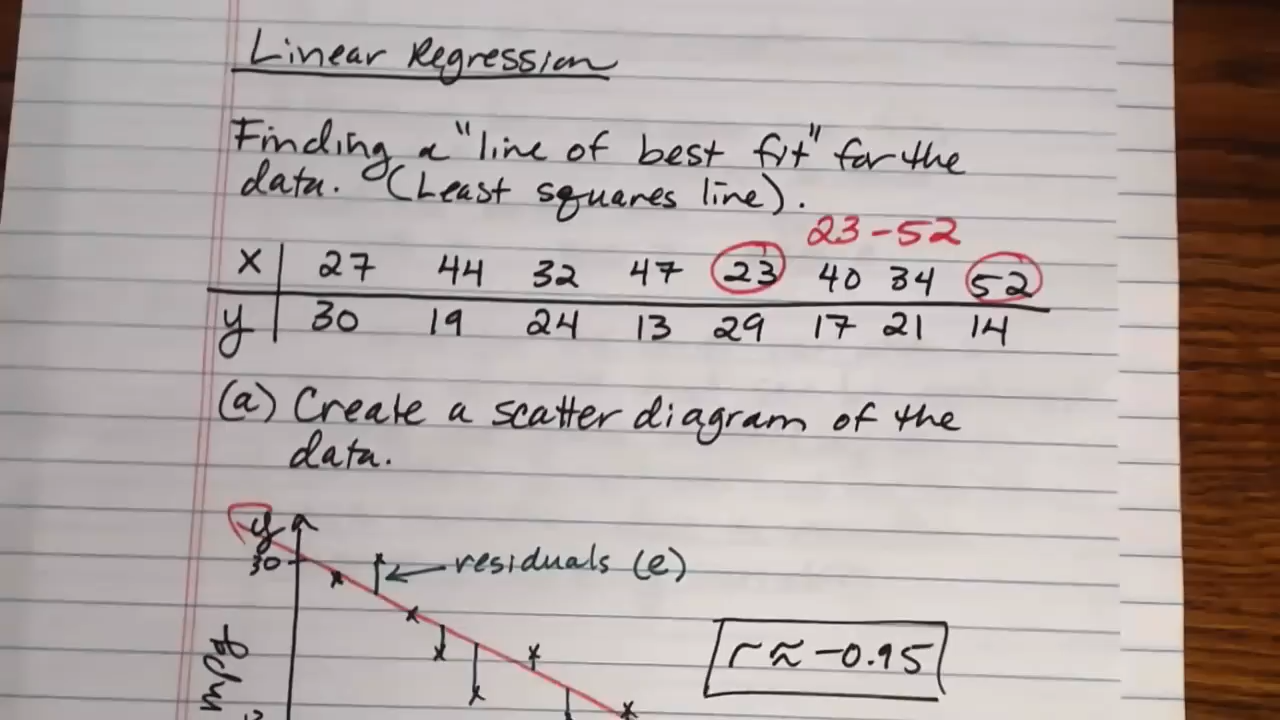 Linear Regression
Finding a "line of best fit" for the
data. (Least squares line).
23-52
x 27 44 32 47 23 40 34 52
y 30 19 24 13 29 17 21 14
(a) Create a scatter diagram of the
data.
y
30
residuals (e)
r ≈ -0.95
mpg